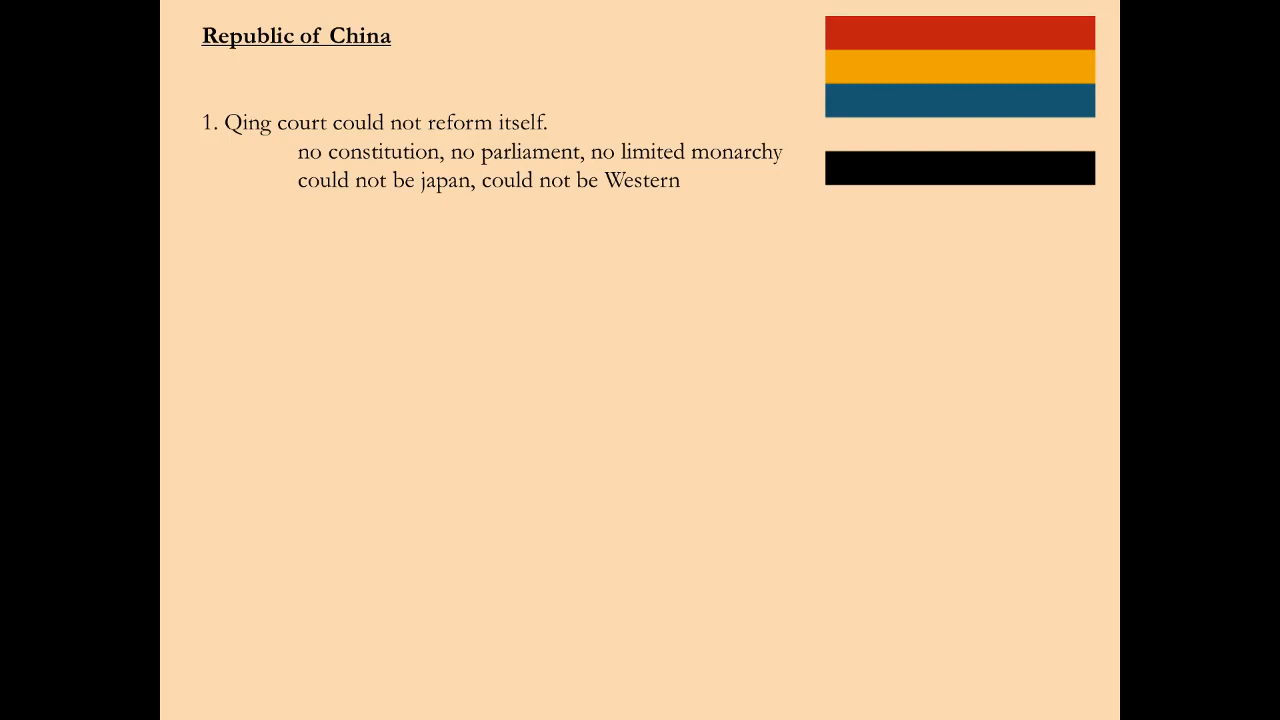 Republic of China
1. Qing court could not reform itself.
no constitution, no parliament, no limited monarchy
could not be japan, could not be Western